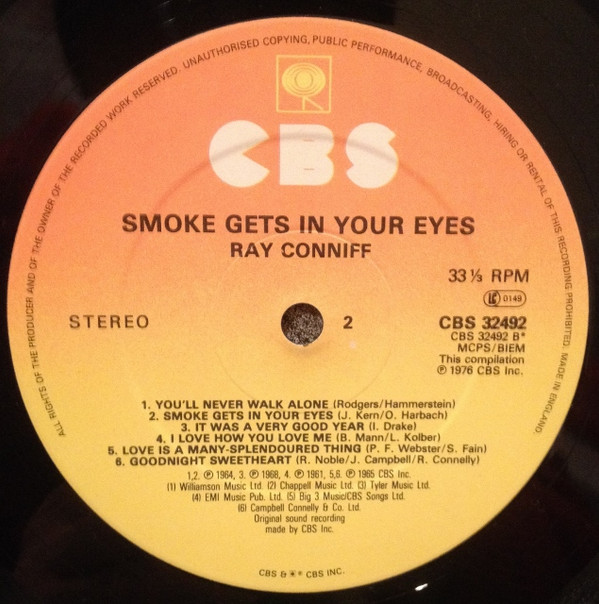 ALL RIGHTS OF THE PRODUCER AND OF THE OWNER OF THE RECORDED WORK RESERVED. UNAUTHORISED COPYING, PUBLIC PERFORMANCE, BROADCASTING, HIRING OR RENTAL OF THIS RECORDING PROHIBITED. MADE IN ENGLAND.
CBS
SMOKE GETS IN YOUR EYES
RAY CONNIFF
33 ⅓ RPM
LC 0149
STEREO
2
CBS 32492
CBS 32492 B*
MCPS/BIEM
This compilation
℗ 1976 CBS Inc.
1. YOU'LL NEVER WALK ALONE (Rodgers/Hammerstein)
2. SMOKE GETS IN YOUR EYES (J. Kern/O. Harbach)
3. IT WAS A VERY GOOD YEAR (I. Drake)
4. I LOVE HOW YOU LOVE ME (B. Mann/L. Kolber)
5. LOVE IS A MANY-SPLENDOURED THING (P. F. Webster/S. Fain)
6. GOODNIGHT SWEETHEART (R. Noble/J. Campbell/R. Connelly)
1,2. ℗ 1964, 3. ℗ 1968, 4. ℗ 1961, 5,6. ℗ 1965 CBS Inc.
(1) Williamson Music Ltd. (2) Chappell Music Ltd. (3) Tyler Music Ltd.
(4) EMI Music Pub. Ltd. (5) Big 3 Music/CBS Songs Ltd.
(6) Campbell Connelly & Co. Ltd.
Original sound recording
made by CBS Inc.
CBS & ※® CBS INC.